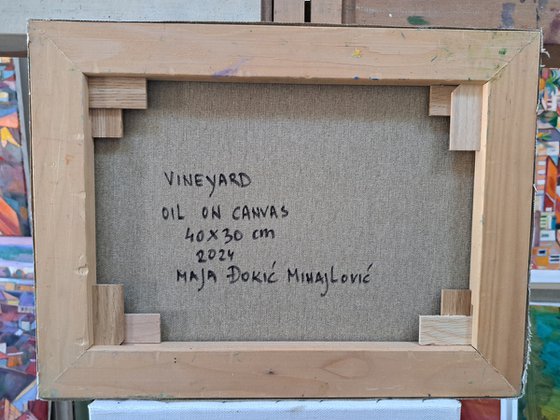 VINEYARD
OIL ON CANVAS
40x30 cm
2024
MAJA ĐOKIĆ MIHAJLOVIĆ